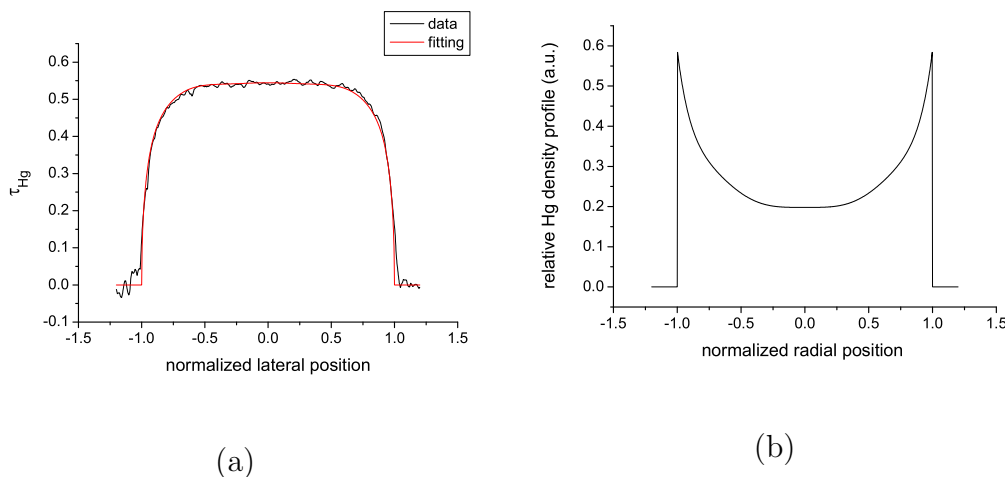 data
fitting
0.6
0.5
0.4
0.3
0.2
0.1
0.0
-0.1
τHg
-1.5 -1.0 -0.5 0.0 0.5 1.0 1.5
normalized lateral position
(a)
0.6
0.5
0.4
0.3
0.2
0.1
0.0
relative Hg density profile (a.u.)
-1.5 -1.0 -0.5 0.0 0.5 1.0 1.5
normalized radial position
(b)